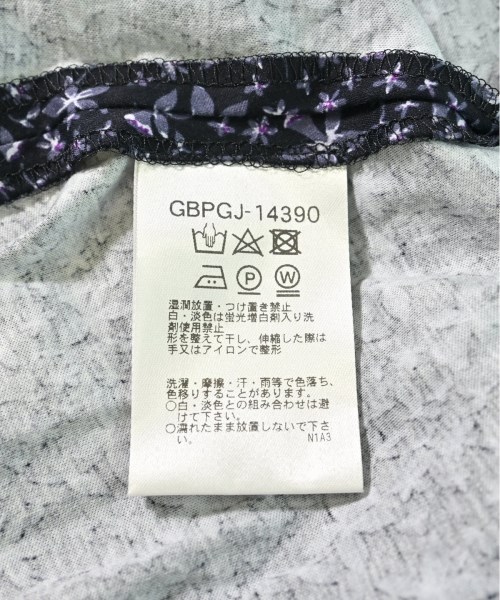 GBPGJ-14390
P W
湿潤放置・つけ置き禁止
白・淡色は蛍光増白剤入り洗
剤使用禁止
形を整えて干し、伸縮した際は
手又はアイロンで整形
洗濯・摩擦・汗・雨等で色落ち、
色移りすることがあります。
○白・淡色との組み合わせは避
けて下さい。
○濡れたまま放置しないで下さ
い。
N1A3